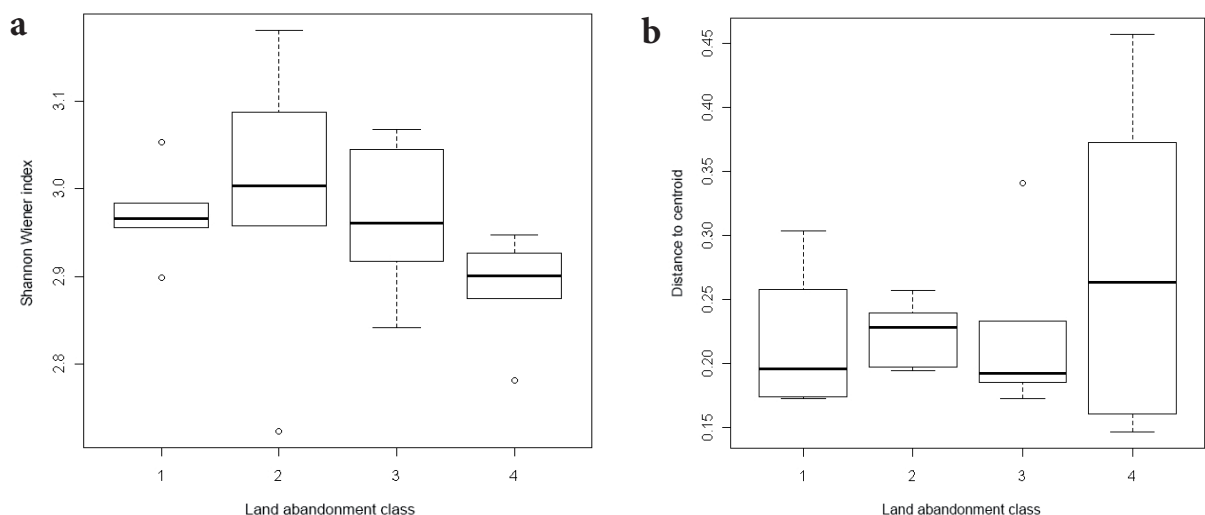 a
Shannon Wiener index
3.1
3.0
2.9
2.8
1 2 3 4
Land abandonment class
b
Distance to centroid
0.45
0.40
0.35
0.30
0.25
0.20
0.15
1 2 3 4
Land abandonment class